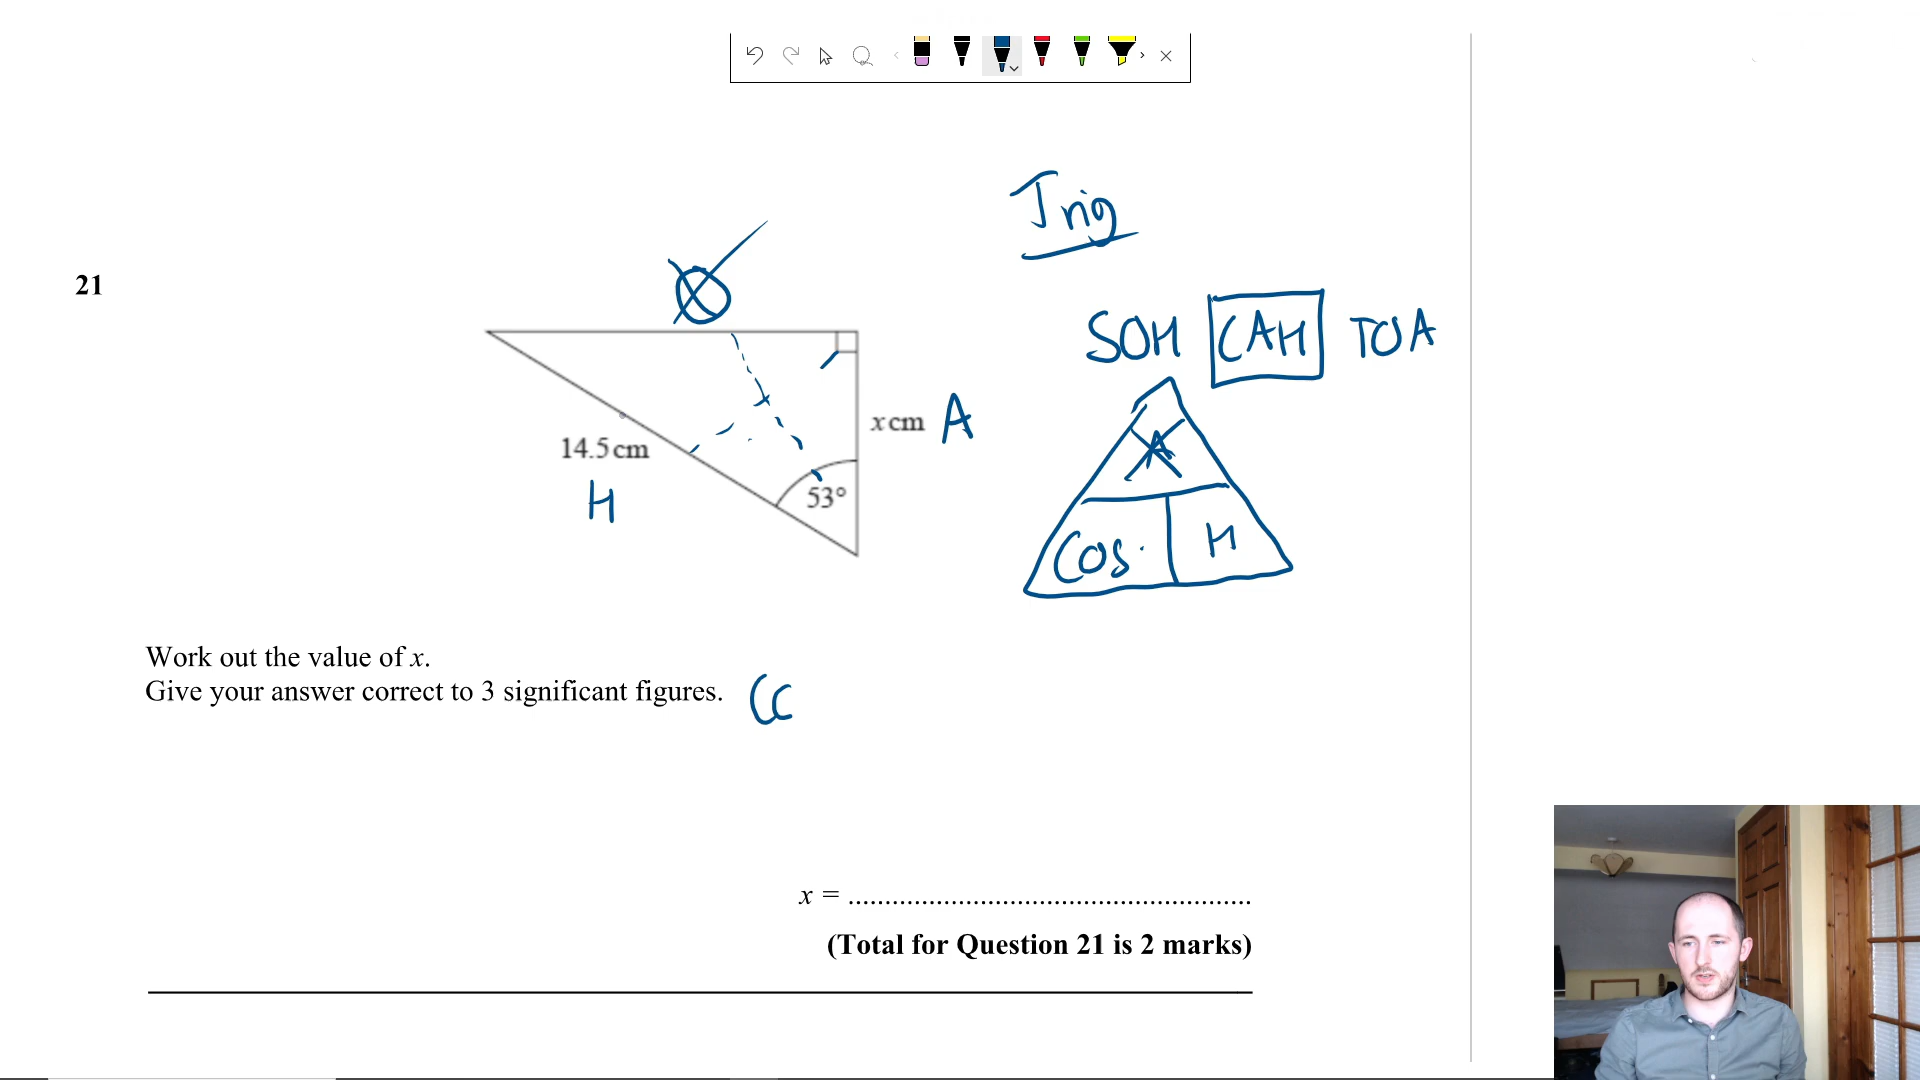 Trig
21
O
SOH CAH TOA
x cm A
14.5 cm
A
H
53°
Cos H
Work out the value of x.
Give your answer correct to 3 significant figures. CC
x = ........................................................
(Total for Question 21 is 2 marks)